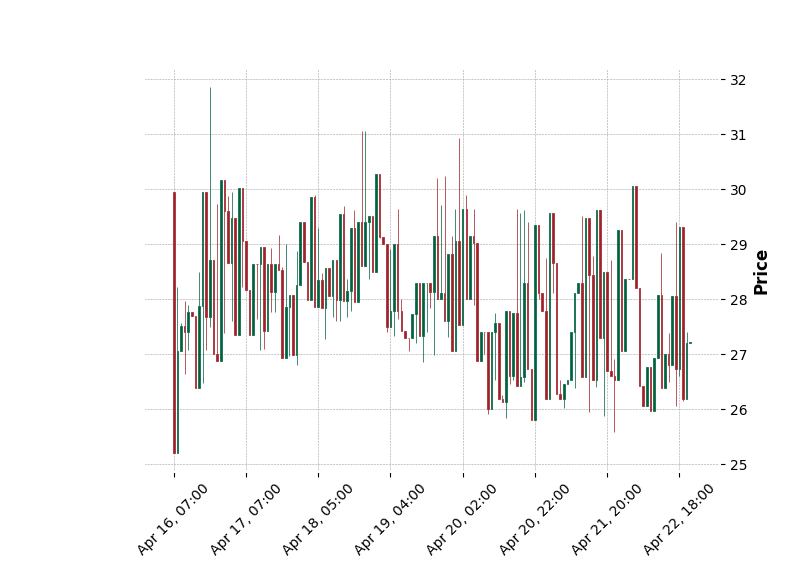 32
31
30
29
28
27
26
25
Price
Apr 16, 07:00
Apr 17, 07:00
Apr 18, 05:00
Apr 19, 04:00
Apr 20, 02:00
Apr 20, 22:00
Apr 21, 20:00
Apr 22, 18:00